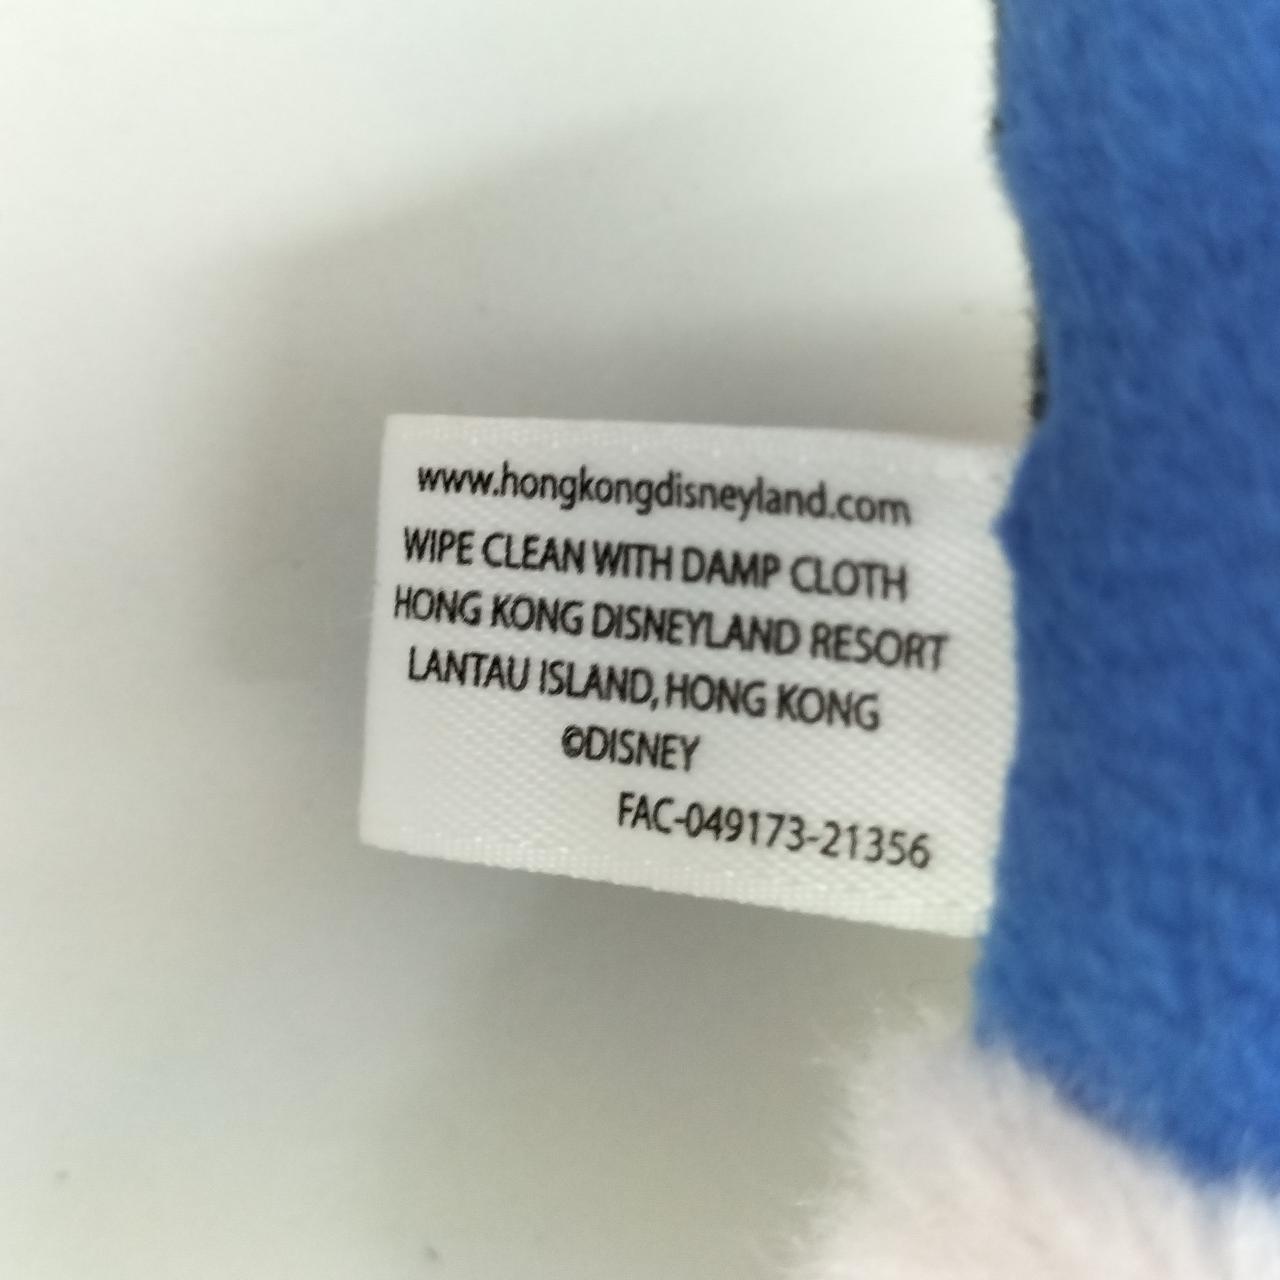 www.hongkongdisneyland.com
WIPE CLEAN WITH DAMP CLOTH
HONG KONG DISNEYLAND RESORT
LANTAU ISLAND, HONG KONG
©DISNEY
FAC-049173-21356